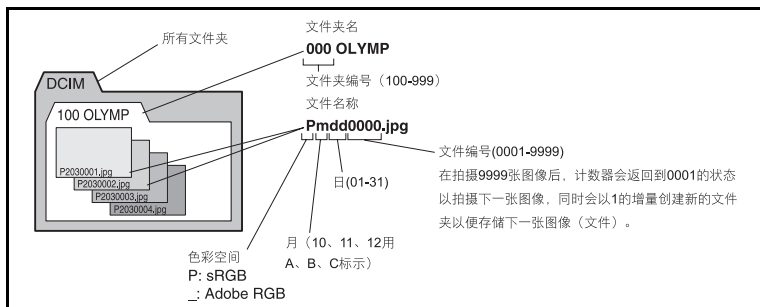 所有文件夹
文件夹名
000 OLYMP
文件夹编号（100-999）
文件名称
Pmdd0000.jpg
DCIM
100 OLYMP
P2030001.jpg
P2030002.jpg
P2030003.jpg
P2030004.jpg
文件编号(0001-9999)
在拍摄9999张图像后，计数器会返回到0001的状态
以拍摄下一张图像，同时会以1的增量创建新的文件
夹以便存储下一张图像（文件）。
日(01-31)
月（10、11、12用
A、B、C标示）
色彩空间
P: sRGB
_: Adobe RGB